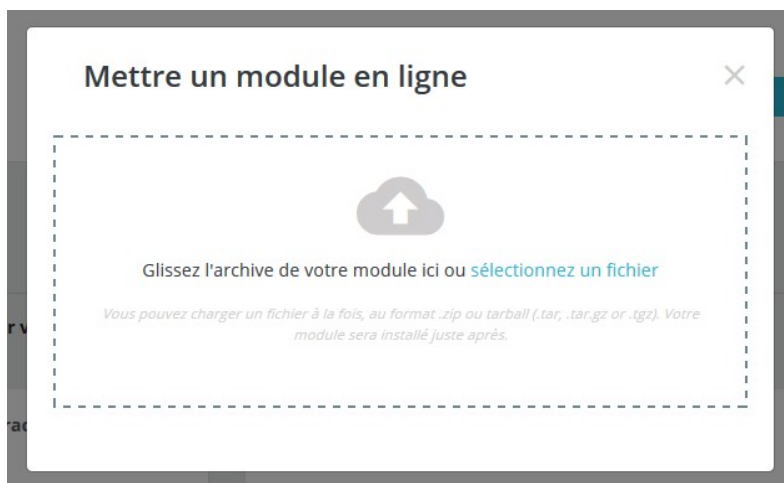 Mettre un module en ligne
Glissez l'archive de votre module ici ou sélectionnez un fichier
Vous pouvez charger un fichier à la fois, au format .zip ou tarball (.tar, .tar.gz or .tgz). Votre
module sera installé juste après.